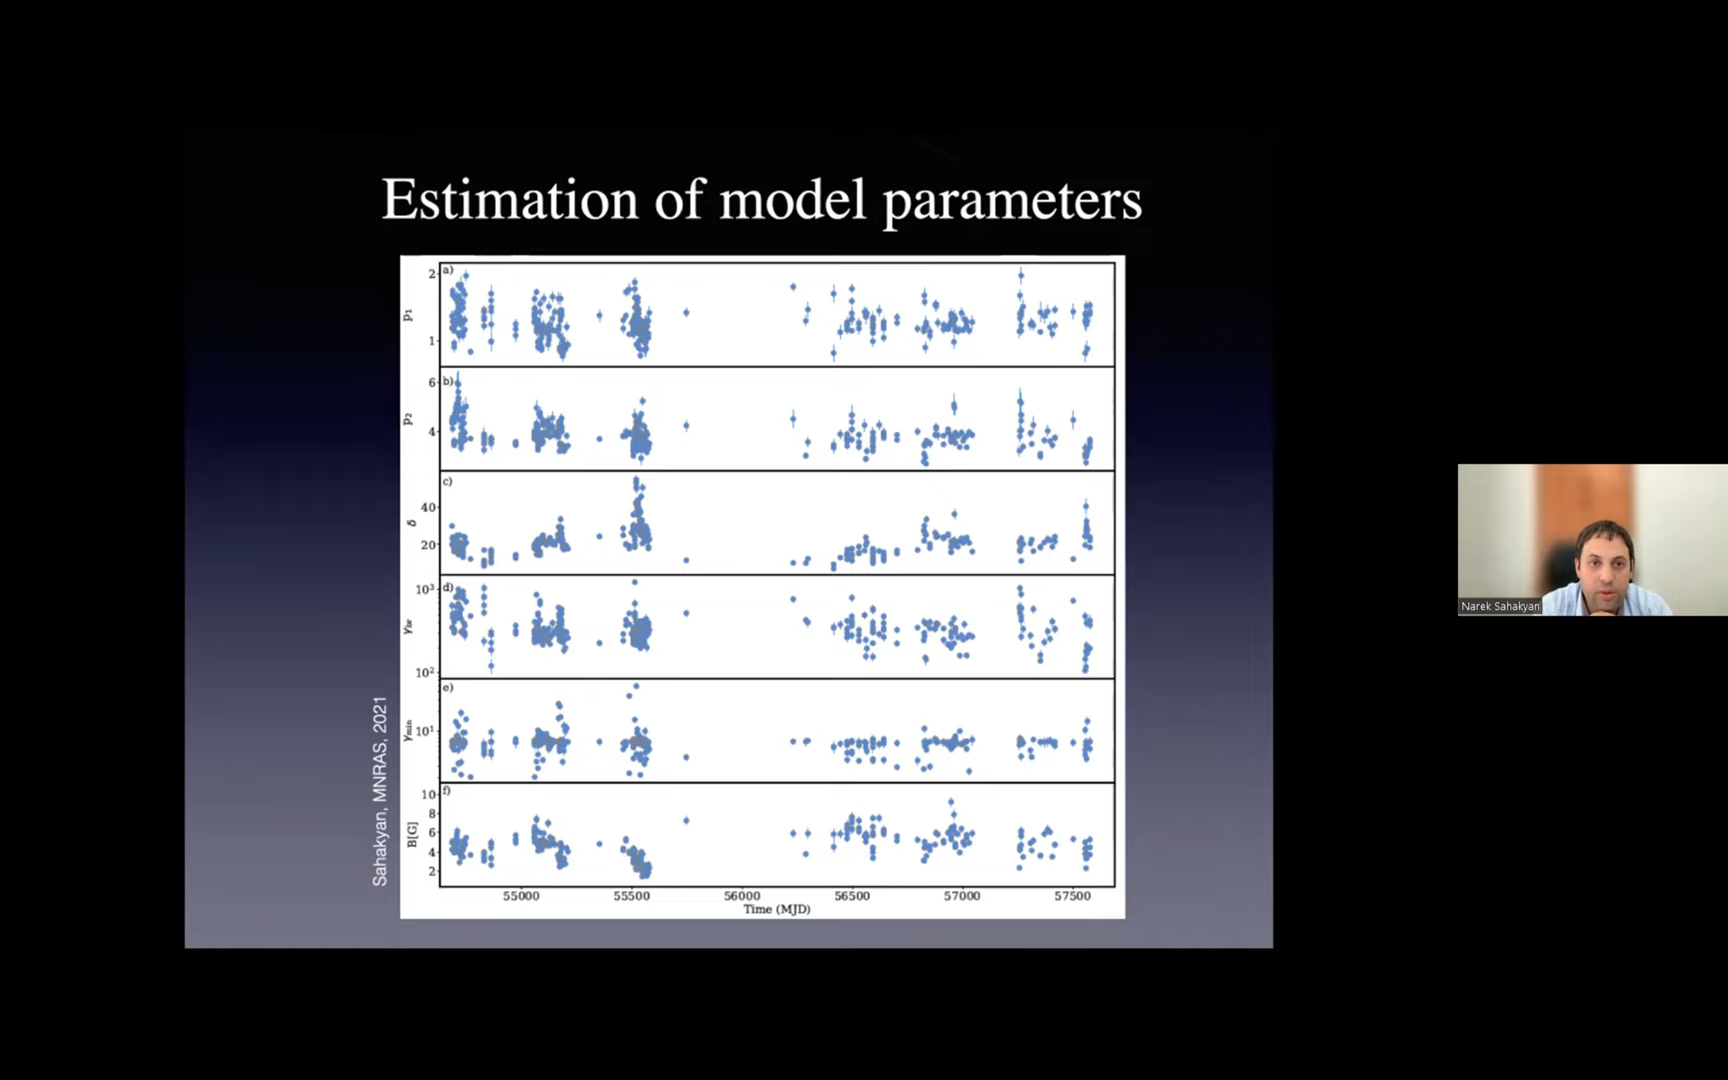 Estimation of model parameters
a)
2
1
p₁
b)
6
4
p₂
c)
40
20
δ
d)
10³
10²
γbr
e)
10¹
γmin
f)
10
8
6
4
2
B[G]
55000 55500 56000 56500 57000 57500
Time (MJD)
Sahakyan, MNRAS, 2021
Narek Sahakyan